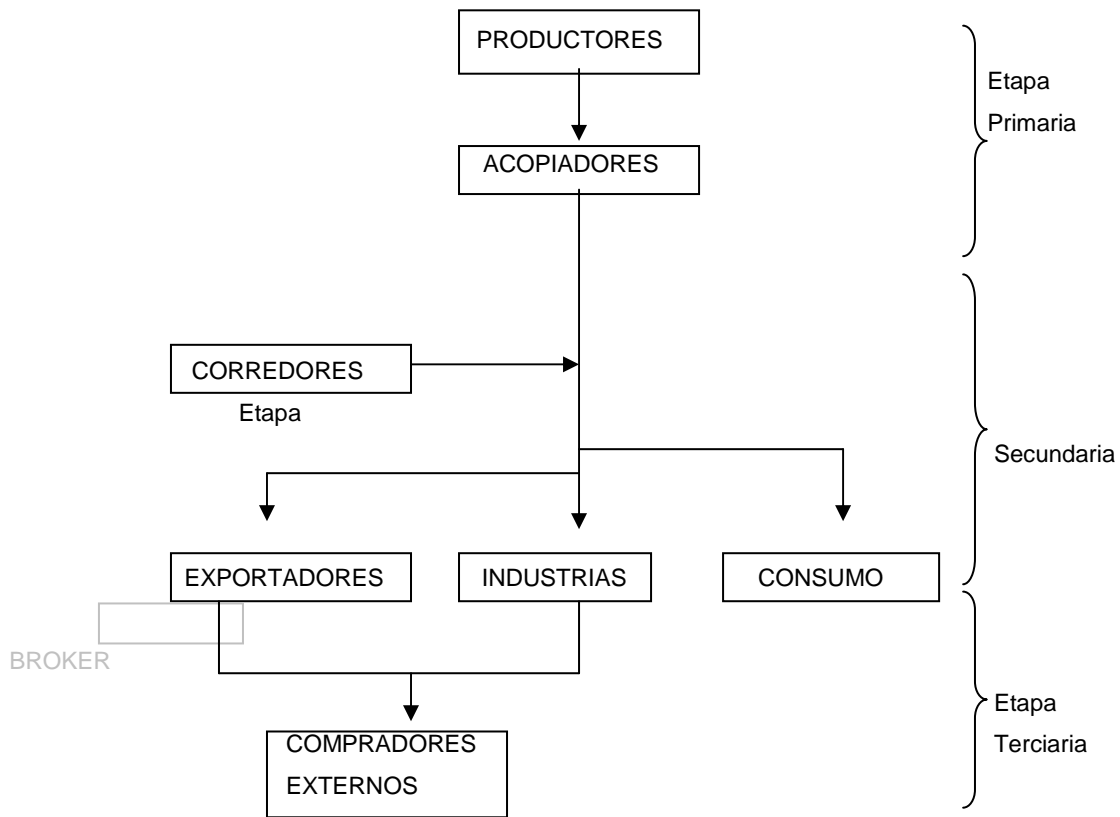 PRODUCTORES
Etapa
Primaria
ACOPIADORES
CORREDORES
Etapa
Secundaria
EXPORTADORES
INDUSTRIAS
CONSUMO
BROKER
Etapa
Terciaria
COMPRADORES
EXTERNOS